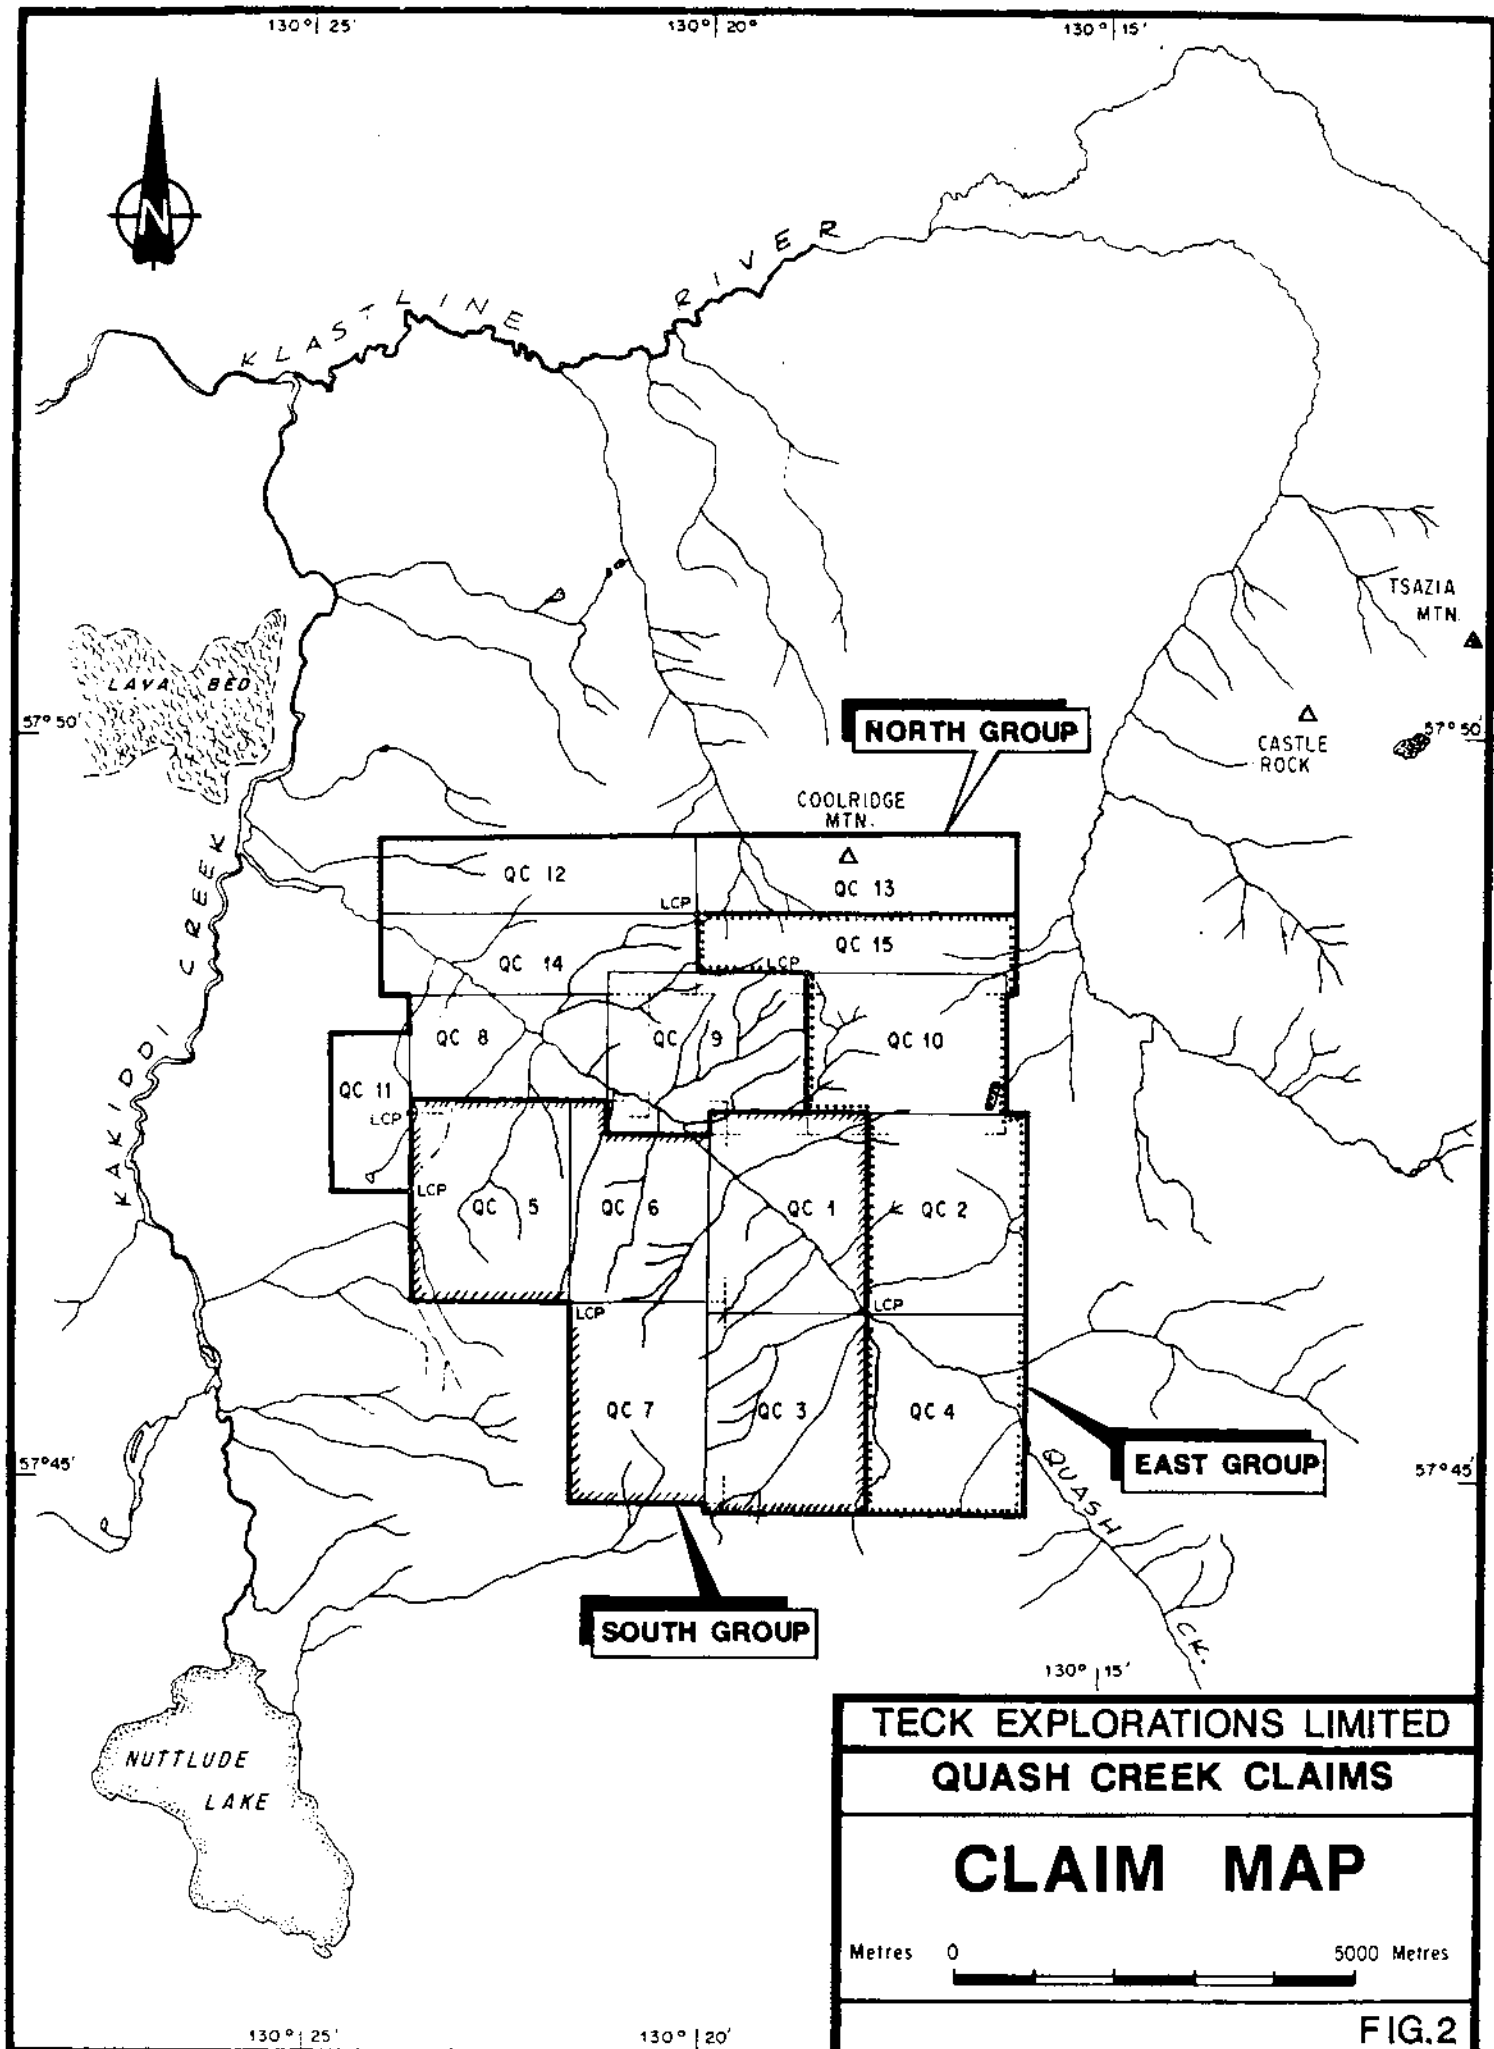 130° 25'
130° 20'
130° 15'
N
KLASTLINE RIVER
TSAZIA
MTN.
LAVA BED
57° 50'
NORTH GROUP
CASTLE
ROCK
57° 50'
COOLRIDGE
MTN.
KAKIDDI CREEK
QC 12
QC 13
LCP
QC 15
QC 14
LCP
QC 8
QC 9
QC 10
QC 11
LCP
LCP
QC 5
QC 6
QC 1
QC 2
LCP
LCP
QC 7
QC 3
QC 4
57° 45'
QUASH CK.
EAST GROUP
57° 45'
SOUTH GROUP
130° 15'
NUTTLUDE
LAKE
TECK EXPLORATIONS LIMITED
QUASH CREEK CLAIMS
CLAIM MAP
Metres 0 5000 Metres
FIG.2
130° 25'
130° 20'